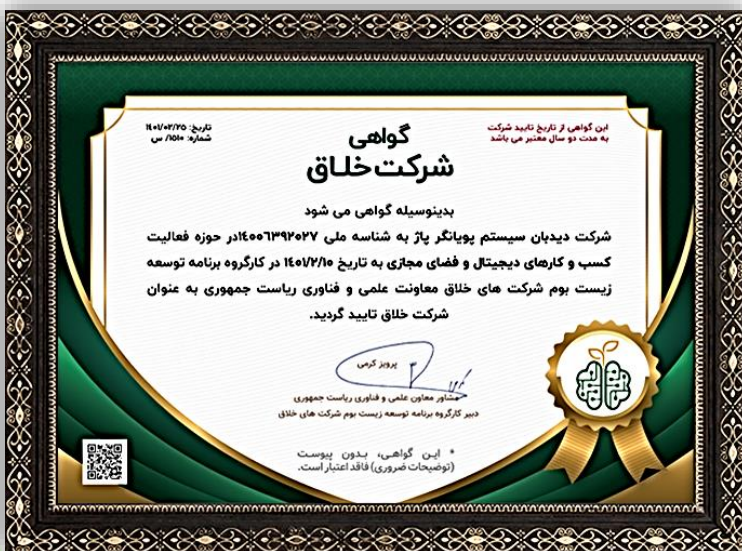 تاریخ: ۱۴۰۱/۰۲/۲۵
شماره: ۱۵۱۰/ س
این گواهی از تاریخ تایید شرکت
به مدت دو سال معتبر می باشد
گواهی
شرکت خلاق
بدینوسیله گواهی می شود
شرکت دیدبان سیستم پویانگر پاژ به شناسه ملی ۱۴۰۰۶۳۹۲۰۲۷در حوزه فعالیت
کسب و کارهای دیجیتال و فضای مجازی به تاریخ ۱۴۰۱/۲/۱۰ در کارگروه برنامه توسعه
زیست بوم شرکت های خلاق معاونت علمی و فناوری ریاست جمهوری به عنوان
شرکت خلاق تایید گردید.
پرویز کرمی
مشاور معاون علمی و فناوری ریاست جمهوری
دبیر کارگروه برنامه توسعه زیست بوم شرکت های خلاق
* این گواهی، بدون پیوست
(توضیحات ضروری) فاقد اعتبار است.